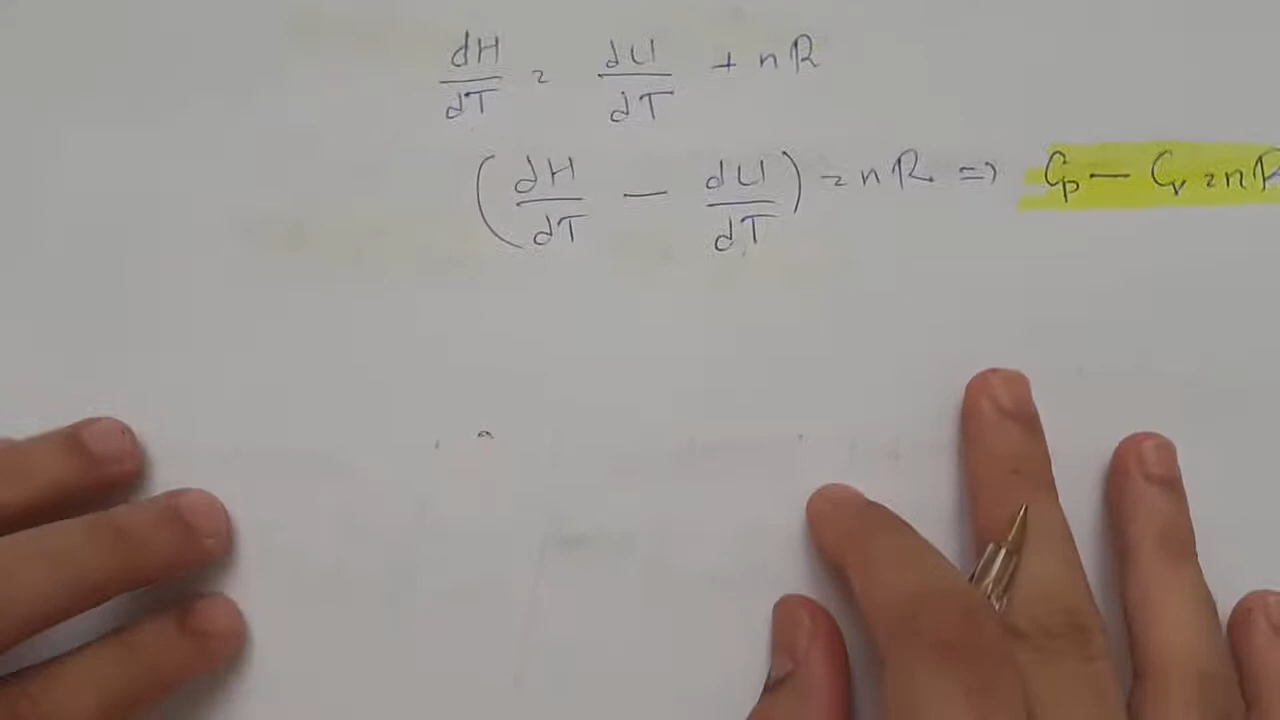 dH/dT = dU/dT + nR
(dH/dT − dU/dT) = nR ⇒ Cp − Cv = nR